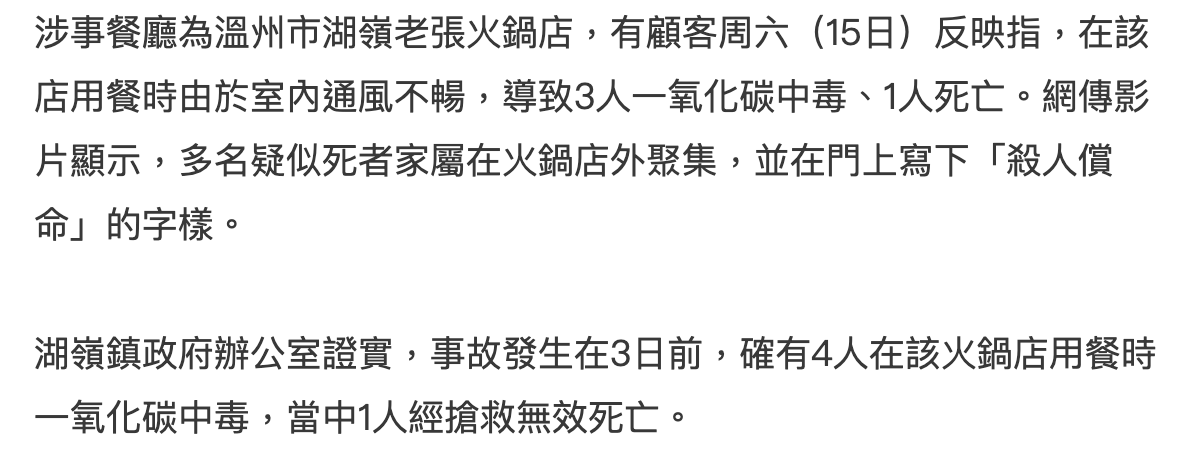 涉事餐廳為溫州市湖嶺老張火鍋店，有顧客周六（15日）反映指，在該
店用餐時由於室內通風不暢，導致3人一氧化碳中毒、1人死亡。網傳影
片顯示，多名疑似死者家屬在火鍋店外聚集，並在門上寫下「殺人償
命」的字樣。
湖嶺鎮政府辦公室證實，事故發生在3日前，確有4人在該火鍋店用餐時
一氧化碳中毒，當中1人經搶救無效死亡。